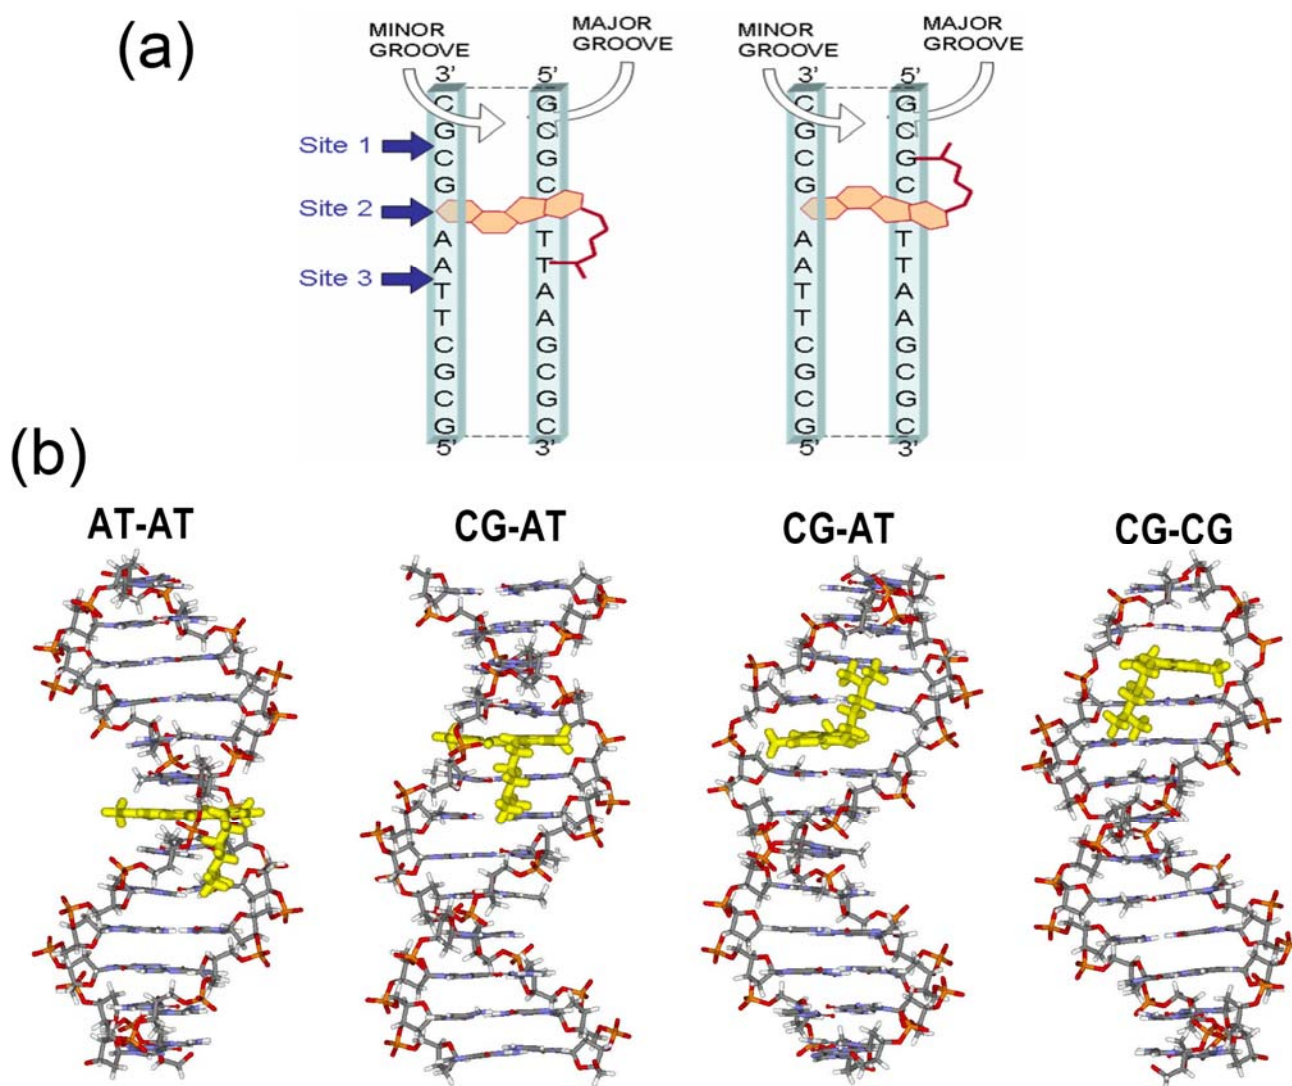 (a)
MINOR
GROOVE
MAJOR
GROOVE
3' 5'
C G
G C
Site 1
C G
G C
Site 2
A T
A T
Site 3
T A
T A
C G
G C
C G
G C
5' 3'
MINOR
GROOVE
MAJOR
GROOVE
3' 5'
C G
G C
C G
G C
A T
A T
T A
T A
C G
G C
C G
G C
5' 3'
(b)
AT-AT CG-AT CG-AT CG-CG